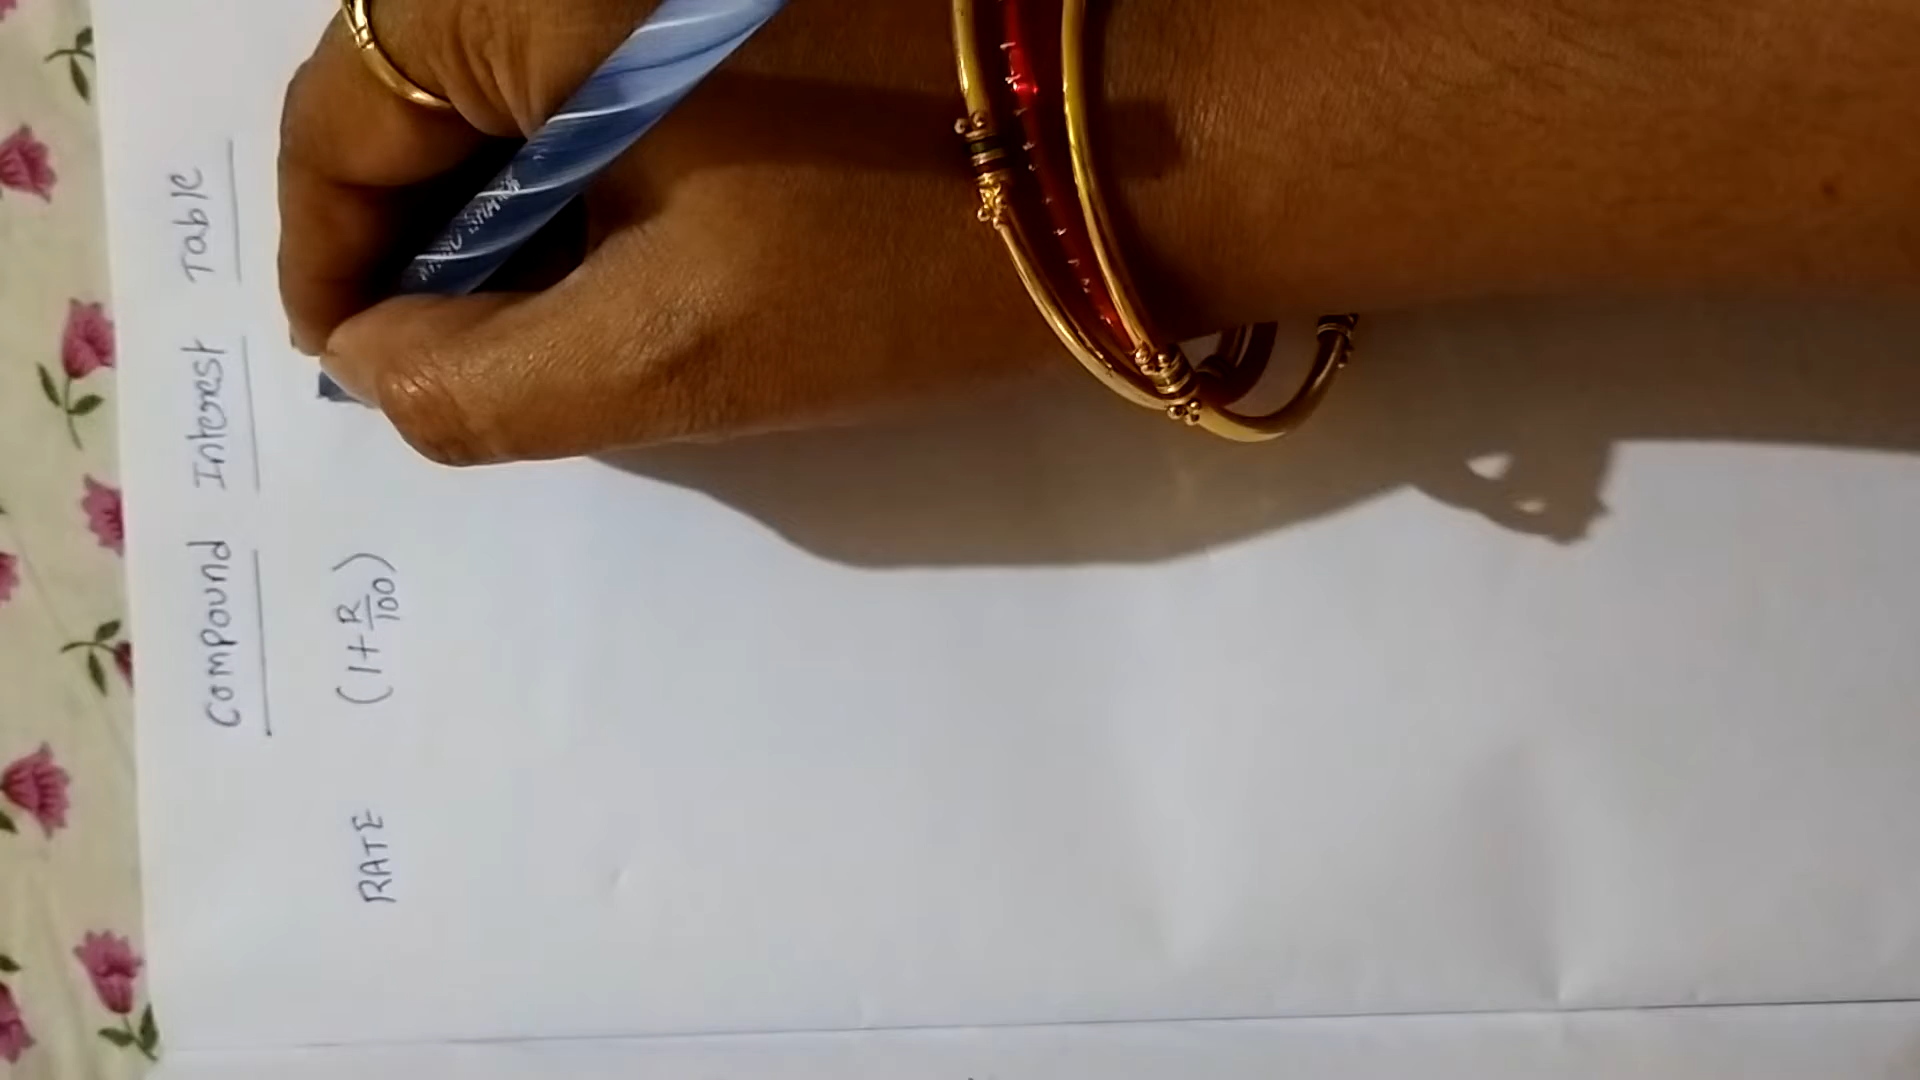 Compound Interest Table
RATE (1+R/100)